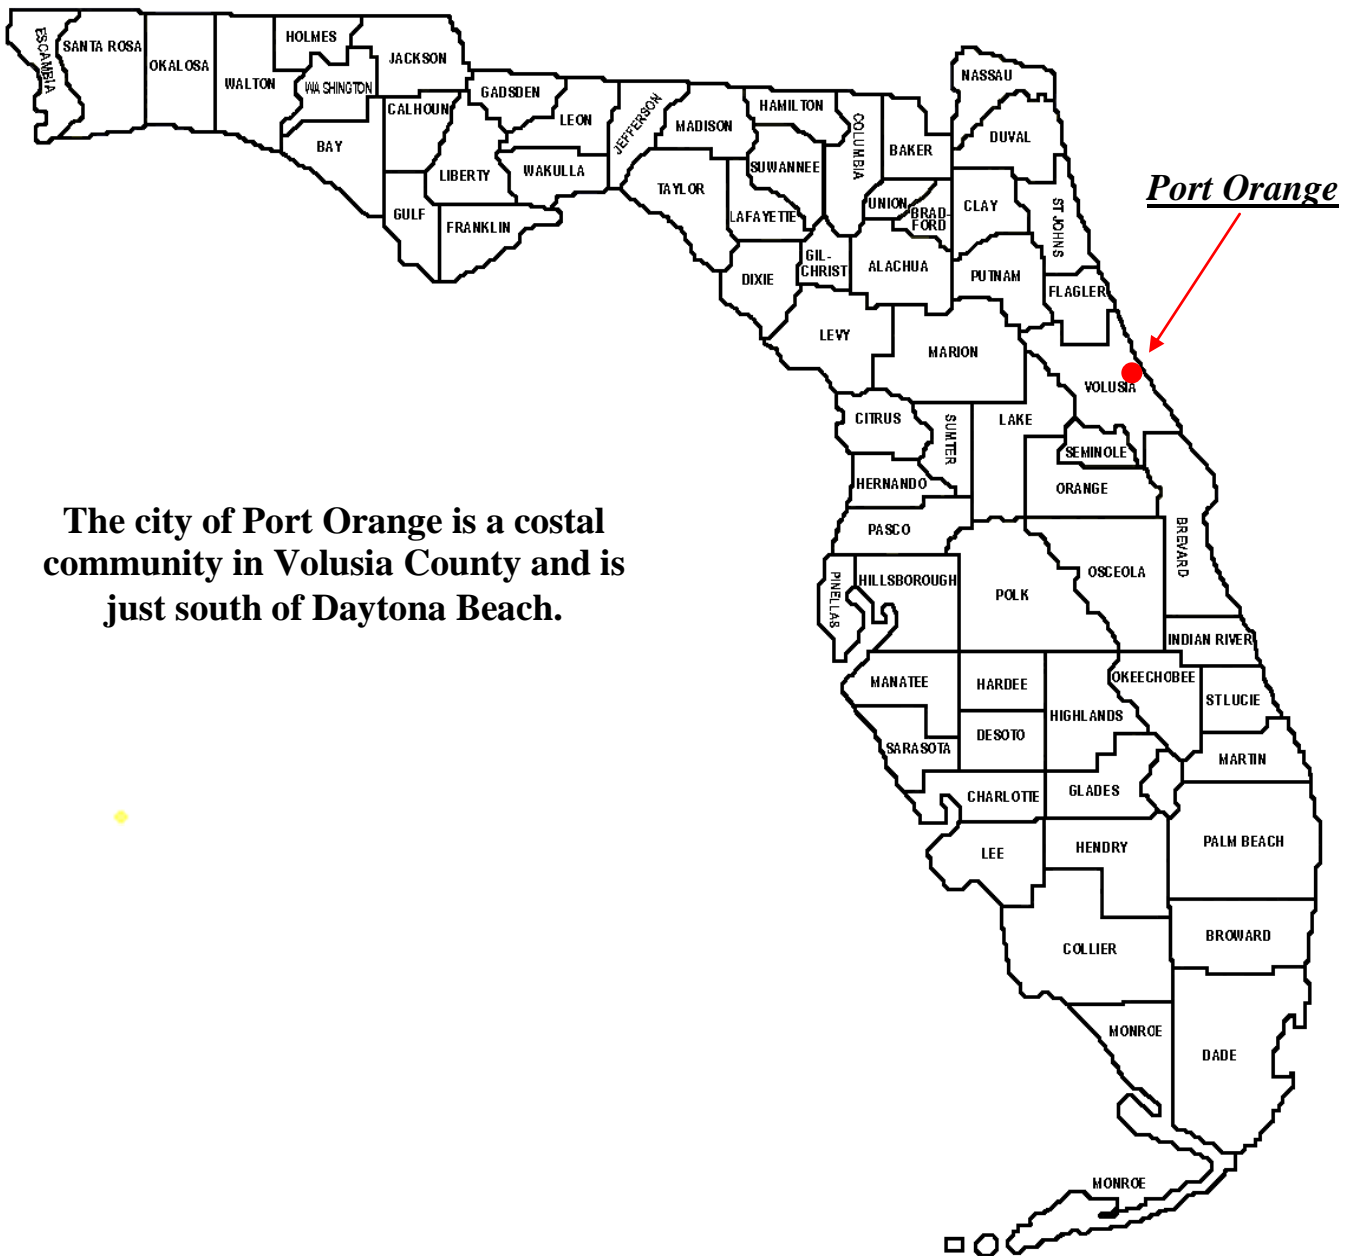 ESCAMBIA
SANTA ROSA
OKALOSA
WALTON
HOLMES
WASHINGTON
JACKSON
BAY
CALHOUN
GULF
LIBERTY
GADSDEN
FRANKLIN
LEON
WAKULLA
JEFFERSON
MADISON
TAYLOR
HAMILTON
SUWANNEE
LAFAYETTE
DIXIE
COLUMBIA
GIL-
CHRIST
BAKER
UNION
BRAD-
FORD
ALACHUA
LEVY
NASSAU
DUVAL
CLAY
ST JOHNS
PUTNAM
FLAGLER
MARION
Port Orange
VOLUSIA
CITRUS
SUMTER
LAKE
SEMINOLE
HERNANDO
ORANGE
PASCO
BREVARD
The city of Port Orange is a costal
community in Volusia County and is
just south of Daytona Beach.
PINELLAS
HILLSBOROUGH
POLK
OSCEOLA
INDIAN RIVER
MANATEE
HARDEE
OKEECHOBEE
ST LUCIE
HIGHLANDS
SARASOTA
DESOTO
MARTIN
CHARLOTTE
GLADES
LEE
HENDRY
PALM BEACH
COLLIER
BROWARD
MONROE
DADE
MONROE